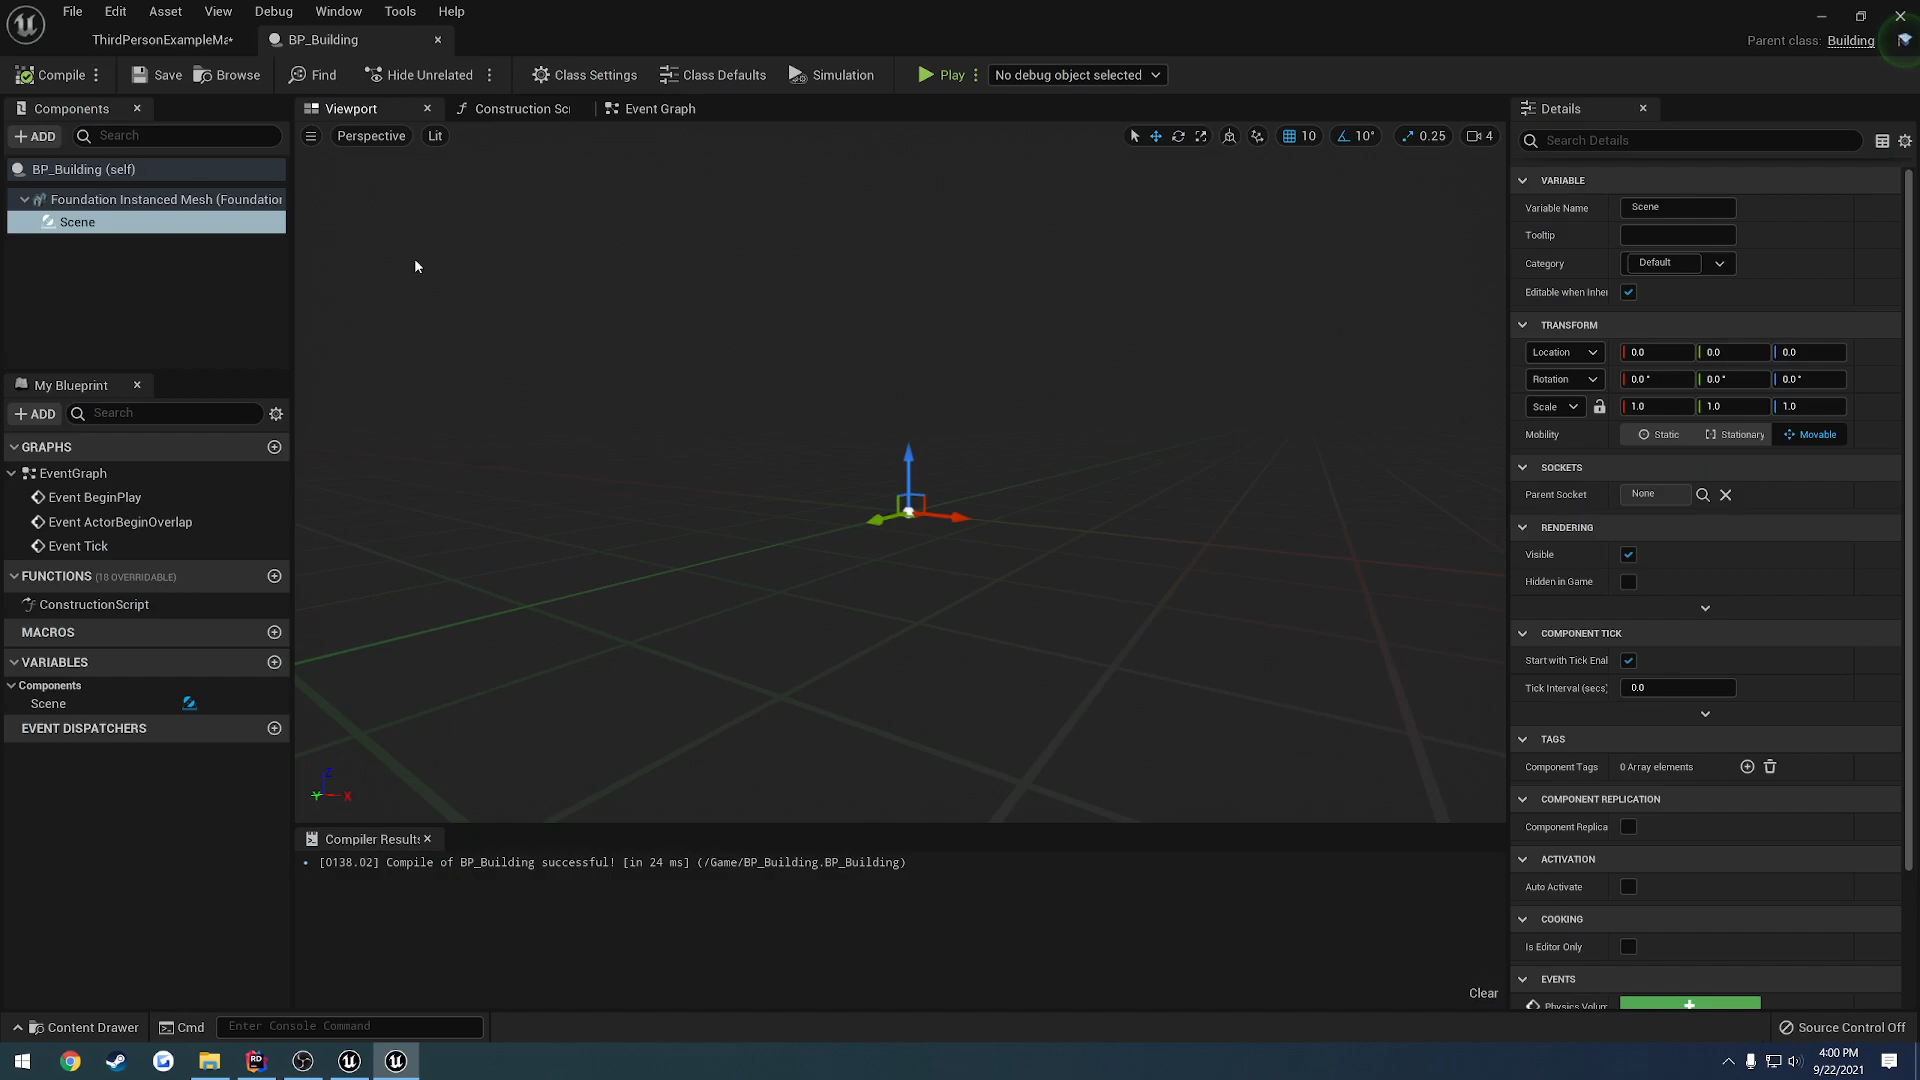 File Edit Asset View Debug Window Tools Help
ThirdPersonExampleMa*
BP_Building
Parent class: Building
Compile
Save
Browse
Find
Hide Unrelated
Class Settings
Class Defaults
Simulation
Play
No debug object selected
Components
Viewport
Construction Scr
Event Graph
Details
ADD
Search
Perspective
Lit
10
10°
0.25
4
Search Details
BP_Building (self)
Foundation Instanced Mesh (Foundation
Scene
VARIABLE
Variable Name
Scene
Tooltip
Category
Default
Editable when Inher
TRANSFORM
Location
0.0 0.0 0.0
Rotation
0.0 ° 0.0 ° 0.0 °
Scale
1.0 1.0 1.0
Mobility
Static
Stationary
Movable
SOCKETS
Parent Socket
None
RENDERING
Visible
Hidden in Game
COMPONENT TICK
Start with Tick Enal
Tick Interval (secs)
0.0
TAGS
Component Tags
0 Array elements
COMPONENT REPLICATION
Component Replica
ACTIVATION
Auto Activate
COOKING
Is Editor Only
EVENTS
Physics Volum
My Blueprint
ADD
Search
GRAPHS
EventGraph
Event BeginPlay
Event ActorBeginOverlap
Event Tick
FUNCTIONS (18 OVERRIDABLE)
ConstructionScript
MACROS
VARIABLES
Components
Scene
EVENT DISPATCHERS
Z
Y
X
Compiler Results
[0138.02] Compile of BP_Building successful! [in 24 ms] (/Game/BP_Building.BP_Building)
Clear
Content Drawer
Cmd
Enter Console Command
Source Control Off
RD
4:00 PM
9/22/2021